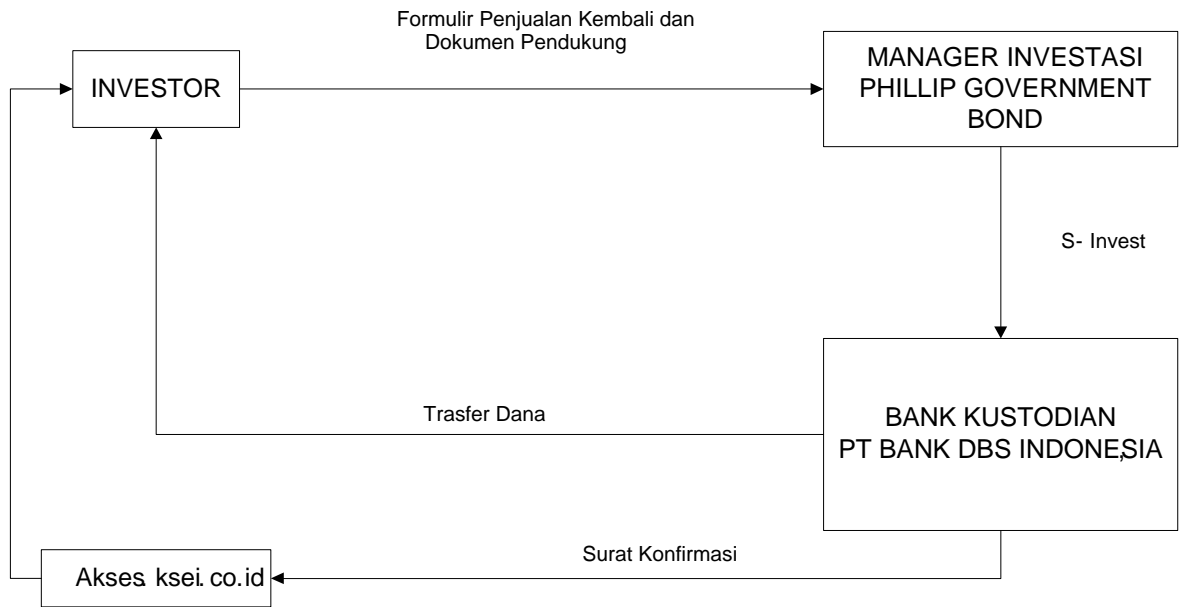 Formulir Penjualan Kembali dan
Dokumen Pendukung
INVESTOR
MANAGER INVESTASI
PHILLIP GOVERNMENT
BOND
S- Invest
Trasfer Dana
BANK KUSTODIAN
PT BANK DBS INDONESIA,
Surat Konfirmasi
Akses. ksei. co. id